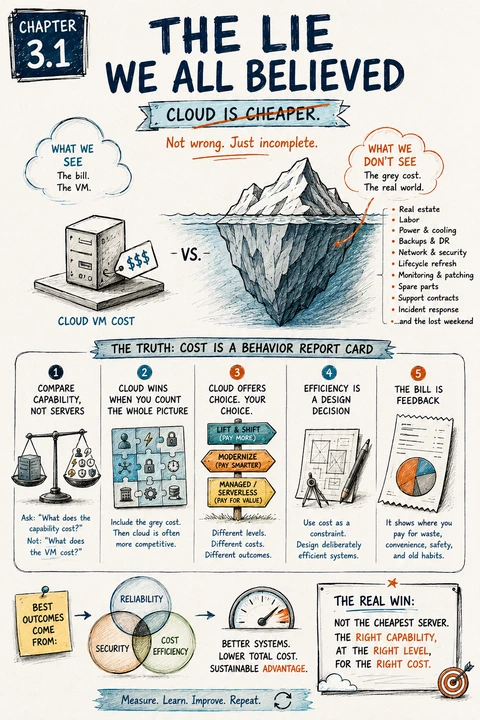 CHAPTER
3.1
THE LIE
WE ALL BELIEVED
CLOUD IS CHEAPER.
Not wrong. Just incomplete.
WHAT WE
SEE
The bill.
The VM.
WHAT WE
DON'T SEE
The grey cost.
The real world.
$$$
-VS.-
CLOUD VM COST
• Real estate
• Labor
• Power & cooling
• Backups & DR
• Network & security
• Lifecycle refresh
• Monitoring & patching
• Spare parts
• Support contracts
• Incident response
• ...and the lost weekend
THE TRUTH: COST IS A BEHAVIOR REPORT CARD
1
COMPARE
CAPABILITY,
NOT SERVERS
Ask: "What does the
capability cost?"
Not: "What does
the VM cost?"
2
CLOUD WINS
WHEN YOU COUNT
THE WHOLE PICTURE
Include the grey cost.
Then cloud is often
more competitive.
3
CLOUD OFFERS
CHOICE. YOUR
CHOICE.
LIFT & SHIFT
(PAY MORE)
MODERNIZE
(PAY SMARTER)
MANAGED /
SERVERLESS
(PAY FOR VALUE)
Different levels.
Different costs.
Different outcomes.
4
EFFICIENCY IS
A DESIGN
DECISION
Use cost as a
constraint.
Design deliberately
efficient systems.
5
THE BILL IS
FEEDBACK
It shows where you
pay for waste,
convenience, safety,
and old habits.
BEST
OUTCOMES
COME
FROM:
RELIABILITY
SECURITY
COST
EFFICIENCY
BETTER SYSTEMS.
LOWER TOTAL COST.
SUSTAINABLE ADVANTAGE.
THE REAL WIN:
NOT THE CHEAPEST SERVER.
THE RIGHT CAPABILITY,
AT THE RIGHT LEVEL,
FOR THE RIGHT COST.
Measure. Learn. Improve. Repeat.